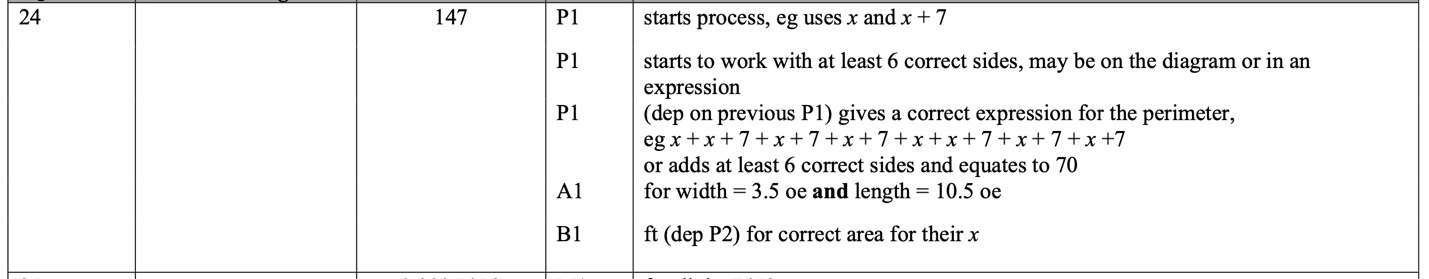 24 147 P1 starts process, eg uses x and x + 7
P1 starts to work with at least 6 correct sides, may be on the diagram or in an
expression
P1 (dep on previous P1) gives a correct expression for the perimeter,
eg x + x + 7 + x + 7 + x + 7 + x + x + 7 + x + 7 + x +7
or adds at least 6 correct sides and equates to 70
A1 for width = 3.5 oe and length = 10.5 oe
B1 ft (dep P2) for correct area for their x